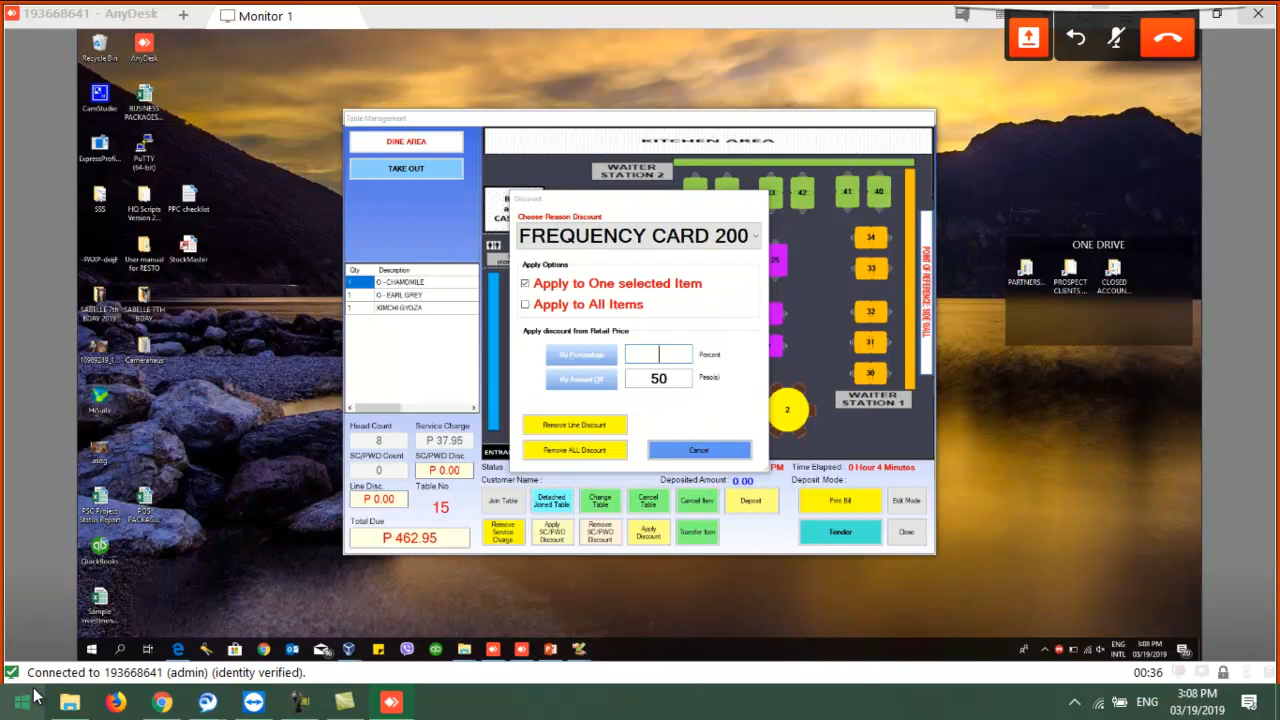 193668641 - AnyDesk
Monitor 1
Recycle Bin
AnyDesk
CamStudio
BUSINESS
PACKAGES...
ExpressProfi...
PuTTY
(64-bit)
SSS
HQ Scripts
Version 2...
PPC checklist
User manual
for RESTO
StockMaster
SABELLE 7TH
BDAY 2019
SABELLE 7TH
BDAY
10989249_1...
Camerahaus
HiSuite
asdg
PSC Project
Status Report
POS
PACKAG...
QuickBooks
Sample
Investmen...
ONE DRIVE
PARTNERS...
PROSPECT
CLIENTS...
CLOSED
ACCOUN...
Table Management
DINE AREA
TAKE OUT
KITCHEN AREA
WAITER
STATION 2
42
41
40
34
33
32
31
30
2
POINT OF REFERENCE: SIDE WALL
WAITER
STATION 1
Qty
Description
1
O - CHAMOMILE
1
O - EARL GREY
1
KIMCHI GYOZA
Discount
Choose Reason Discount
FREQUENCY CARD 200
Apply Options
Apply to One selected Item
Apply to All Items
Apply discount from Retail Price
By Percentage
Percent
By Amount Off
50
Peso(s)
Remove Line Discount
Remove ALL Discount
Cancel
Head Count
Service Charge
8
P 37.95
SC/PWD Count
SC/PWD Disc.
0
P 0.00
Line Disc.
Table No.
P 0.00
15
Total Due
P 462.95
Status
PM
Time Elapsed :
0 Hour 4 Minutes
Customer Name :
Deposited Amount :
0.00
Deposit Mode :
Join Table
Detached
Joined Table
Change
Table
Cancel
Table
Cancel Item
Deposit
Print Bill
Edit Mode
Remove
Service
Charge
Apply
SC/PWD
Discount
Remove
SC/PWD
Discount
Apply
Discount
Transfer Item
Tender
Close
ENG
INTL
3:08 PM
03/19/2019
Connected to 193668641 (admin) (identity verified).
00:36
ENG
3:08 PM
03/19/2019